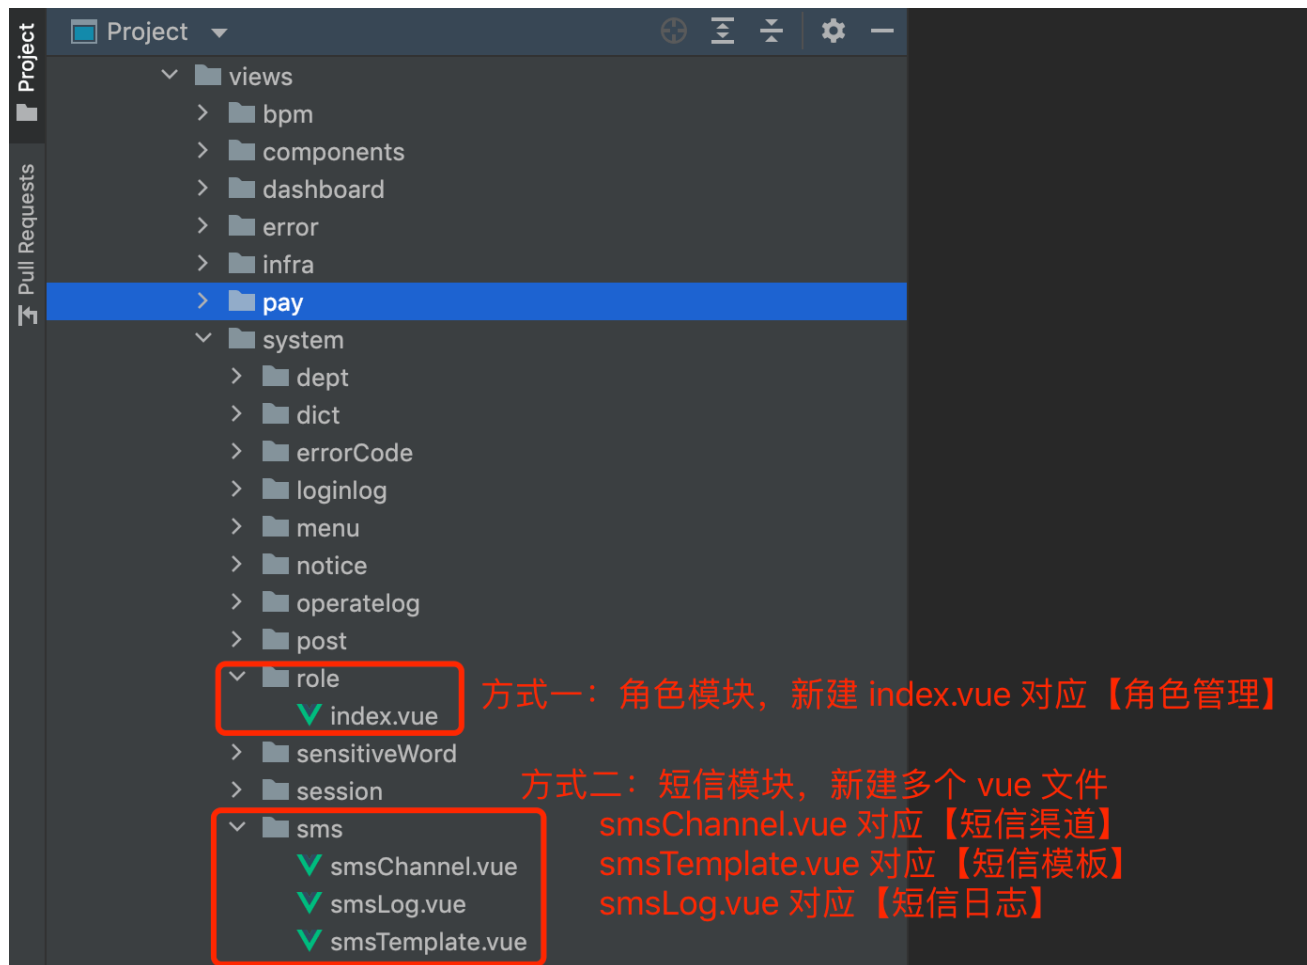 Project
Project
Pull Requests
views
bpm
components
dashboard
error
infra
pay
system
dept
dict
errorCode
loginlog
menu
notice
operatelog
post
role
index.vue
方式一：角色模块，新建 index.vue 对应【角色管理】
sensitiveWord
session
方式二：短信模块，新建多个 vue 文件
smsChannel.vue 对应【短信渠道】
smsTemplate.vue 对应【短信模板】
smsLog.vue 对应【短信日志】
sms
smsChannel.vue
smsLog.vue
smsTemplate.vue